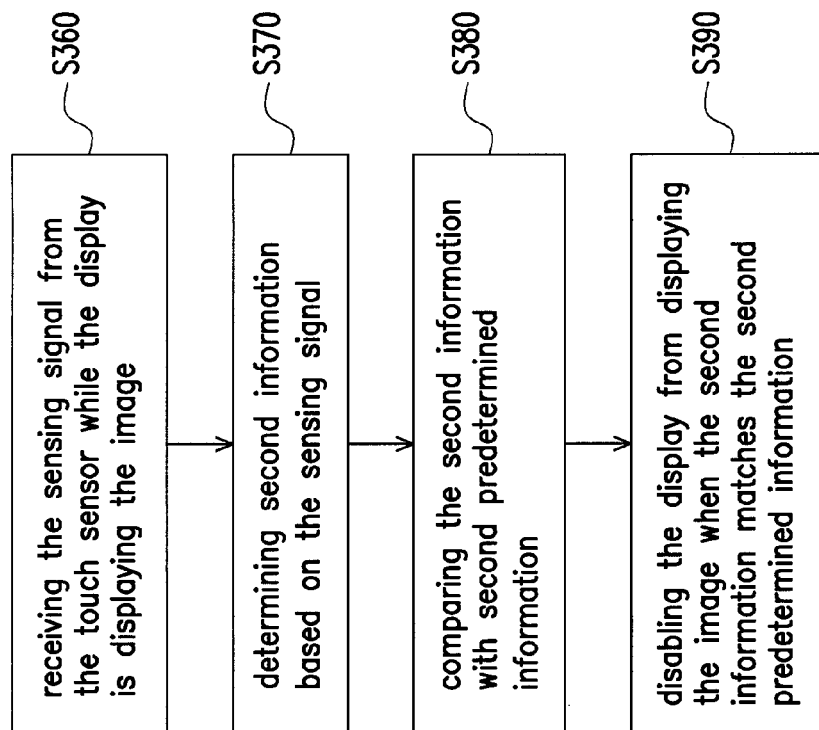 receiving the sensing signal from
the touch sensor while the display
is displaying the image
S360
determining second information
based on the sensing signal
S370
comparing the second information
with second predetermined
information
S380
disabling the display from displaying
the image when the second
information matches the second
predetermined information
S390